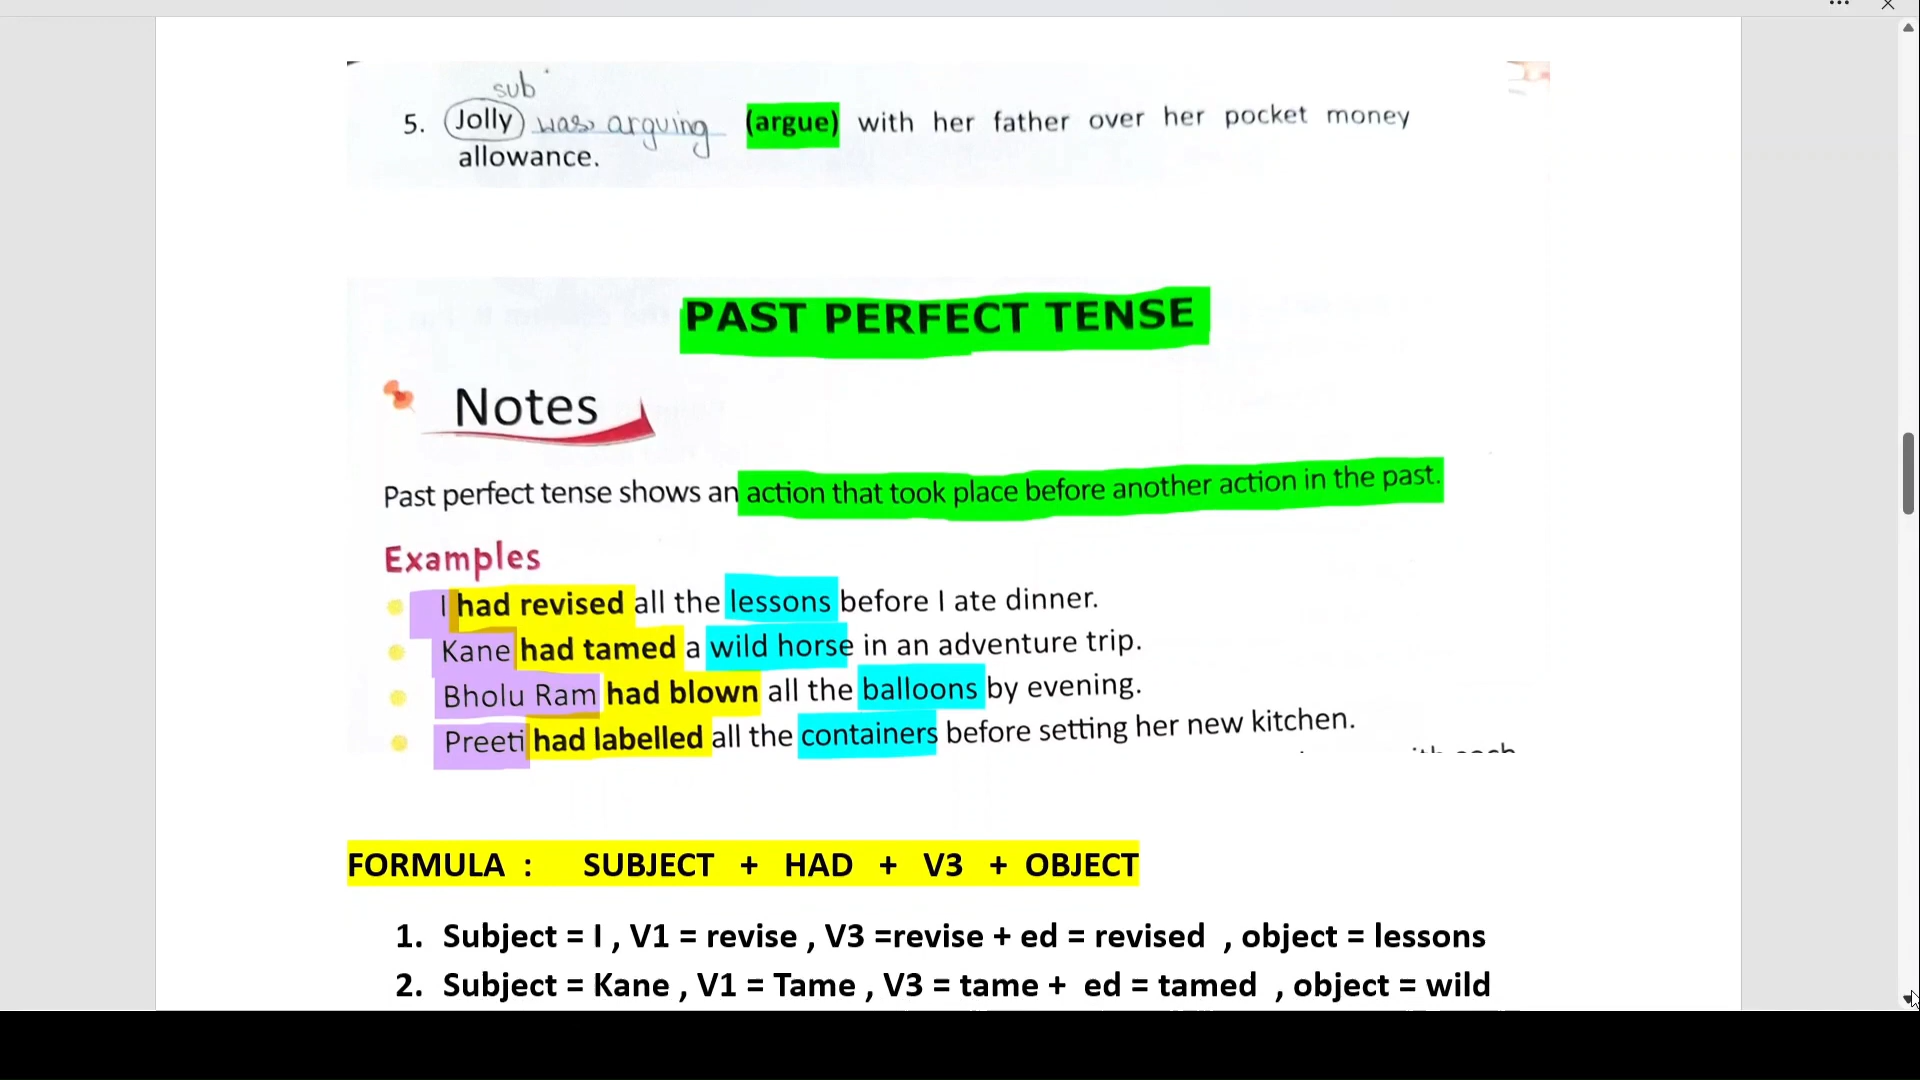 sub
5. Jolly was arguing (argue) with her father over her pocket money
allowance.
PAST PERFECT TENSE
Notes
Past perfect tense shows an action that took place before another action in the past.
Examples
I had revised all the lessons before I ate dinner.
Kane had tamed a wild horse in an adventure trip.
Bholu Ram had blown all the balloons by evening.
Preeti had labelled all the containers before setting her new kitchen.
FORMULA : SUBJECT + HAD + V3 + OBJECT
1. Subject = I , V1 = revise , V3 =revise + ed = revised , object = lessons
2. Subject = Kane , V1 = Tame , V3 = tame + ed = tamed , object = wild